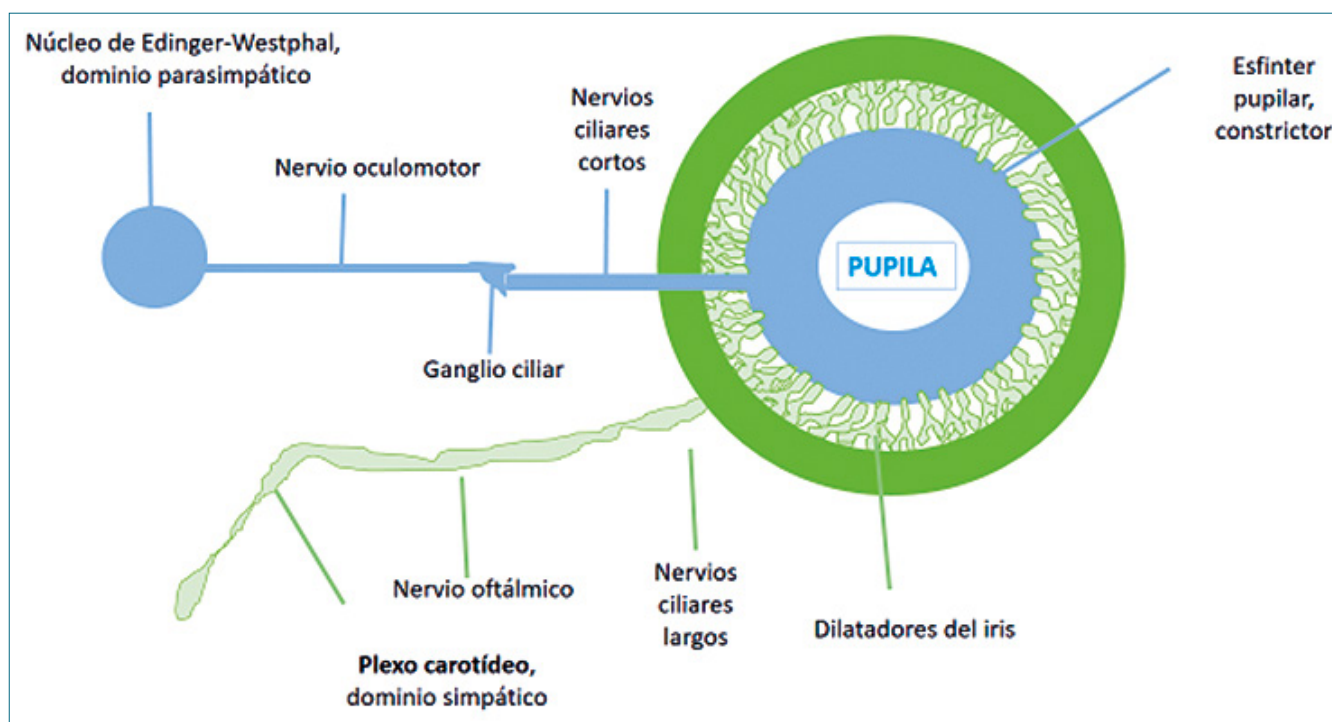 Núcleo de Edinger-Westphal,
dominio parasimpático
Nervio oculomotor
Nervios
ciliares
cortos
Esfinter
pupilar,
constrictor
PUPILA
Ganglio ciliar
Nervio oftálmico
Nervios
ciliares
largos
Dilatadores del iris
Plexo carotídeo,
dominio simpático